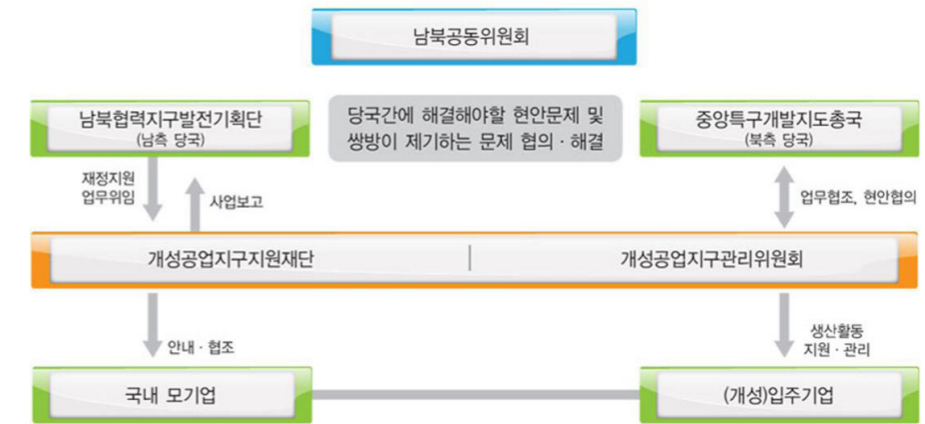 남북공동위원회
남북협력지구발전기획단
(남측 당국)
당국간에 해결해야할 현안문제 및
쌍방이 제기하는 문제 협의 · 해결
중앙특구개발지도총국
(북측 당국)
재정지원
업무위임
사업보고
업무협조, 현안협의
개성공업지구지원재단 | 개성공업지구관리위원회
안내 · 협조
생산활동
지원 · 관리
국내 모기업
(개성)입주기업